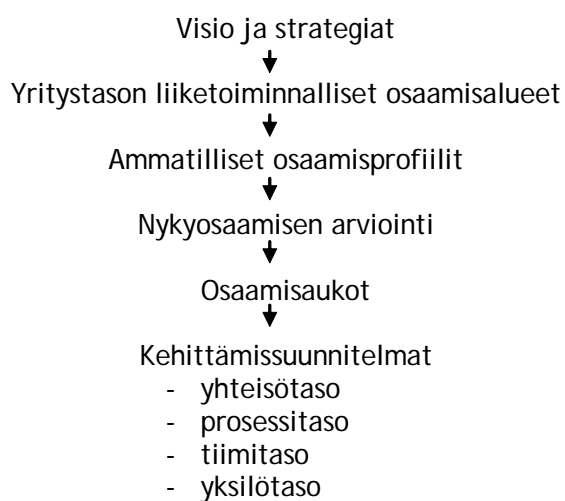 Visio ja strategiat
Yritystason liiketoiminnalliset osaamisalueet
Ammatilliset osaamisprofiilit
Nykyosaamisen arviointi
Osaamisaukot
Kehittämissuunnitelmat
- yhteisötaso
- prosessitaso
- tiimitaso
- yksilötaso